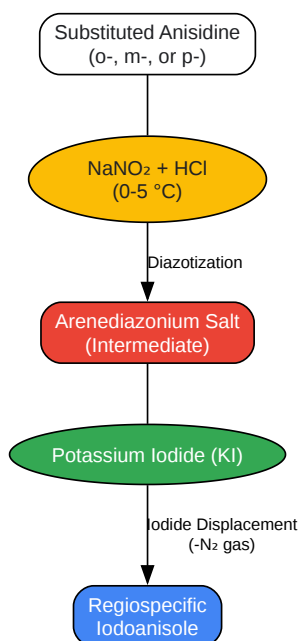 Substituted Anisidine
(o-, m-, or p-)
NaNO₂ + HCl
(0-5 °C)
Diazotization
Arenediazonium Salt
(Intermediate)
Potassium Iodide (KI)
Iodide Displacement
(-N₂ gas)
Regiospecific
Iodoanisole